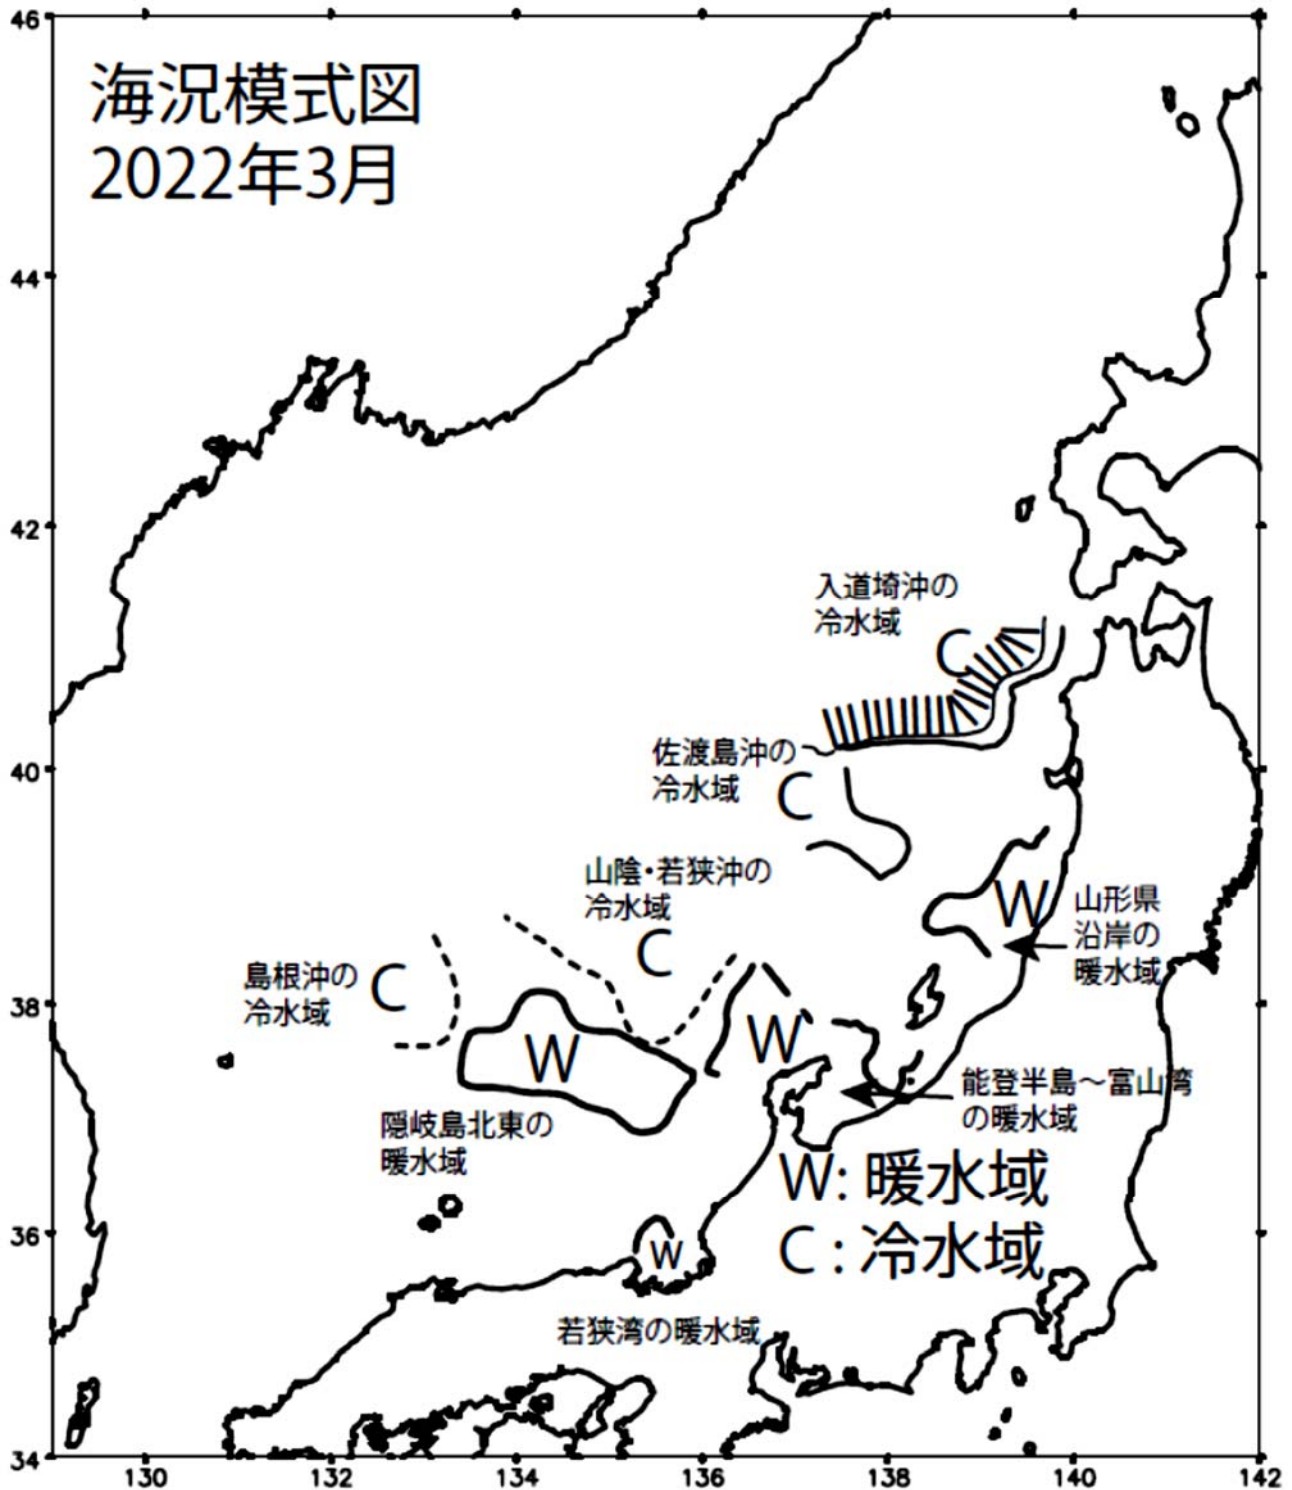 海況模式図
2022年3月
46
44
42
40
38
36
34
入道埼沖の
冷水域
C
佐渡島沖の
冷水域
C
山陰・若狭沖の
冷水域
C
島根沖の
冷水域
C
W
山形県
沿岸の
暖水域
W
W
能登半島〜富山湾
の暖水域
隠岐島北東の
暖水域
W: 暖水域
C : 冷水域
W
若狭湾の暖水域
130
132
134
136
138
140
142